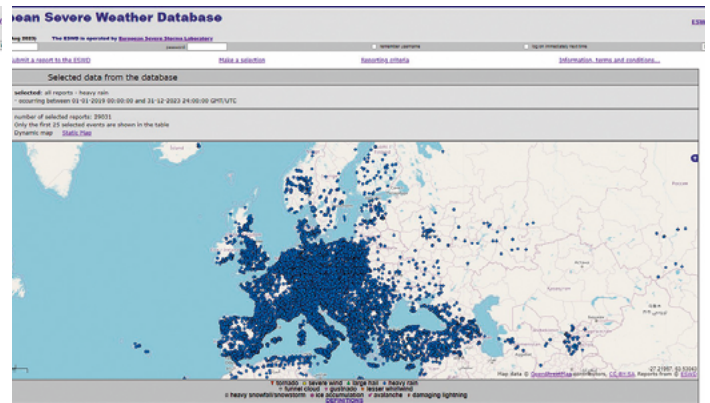 ean Severe Weather Database
ESWD
Aug 2025) The ESWD is operated by European Severe Storms Laboratory
password remember username log on immediately next time
submit a report to the ESWD Make a selection Reporting criteria Information, terms and conditions...
Selected data from the database
selected: all reports - heavy rain
- occurring between 01-01-2019 00:00:00 and 31-12-2023 24:00:00 GMT/UTC
number of selected reports: 39031
Only the first 25 selected events are shown in the table
Dynamic map Static Map
Map data © OpenStreetMap contributors, CC-BY-SA, Reports from © ESWD
tornado severe wind large hail heavy rain
funnel cloud gustnado lesser whirlwind
heavy snowfall/snowstorm ice accumulation avalanche damaging lightning
DEFINITIONS